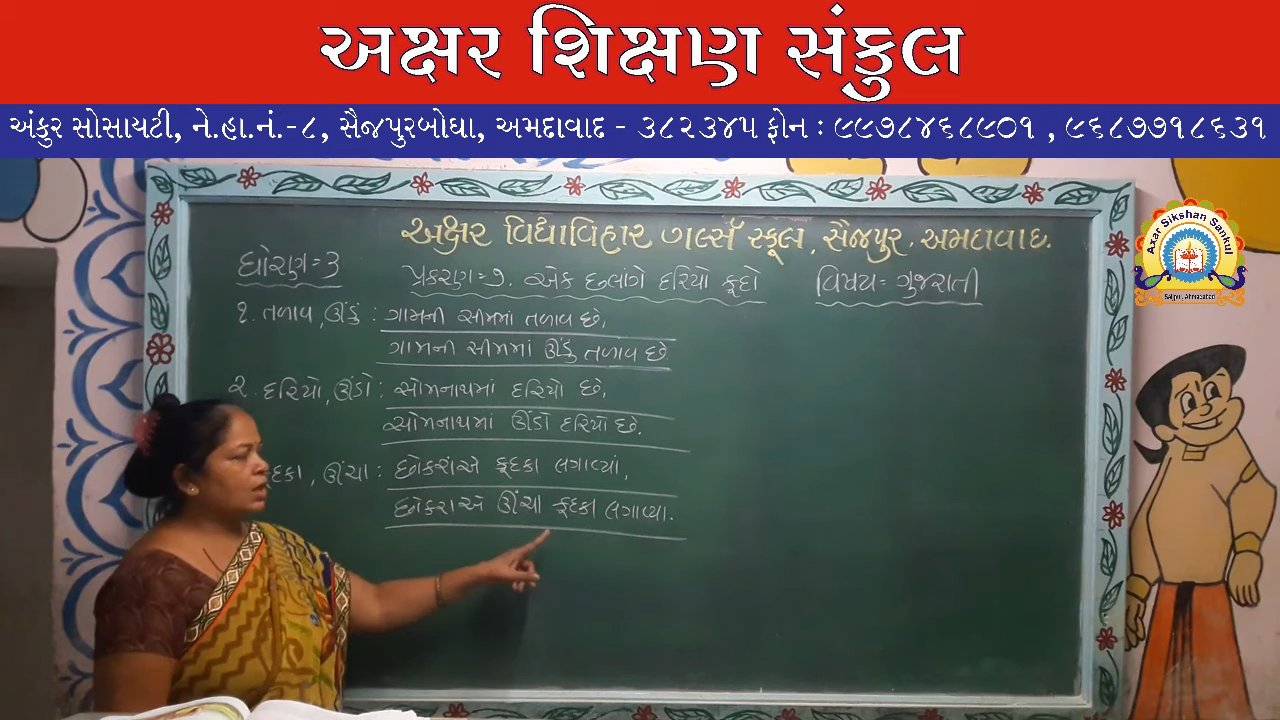 અક્ષર શિક્ષણ સંકુલ
અંકુર સોસાયટી, ને.હા.નં.-૮, સૈજપુરબોઘા, અમદાવાદ - ૩૮૨૩૪૫ ફોન : ૯૯૭૮૪૬૮૯૦૧ , ૯૬૮૭૭૧૮૬૩૧
અક્ષર વિદ્યાવિહાર ગર્લ્સ સ્કૂલ, સૈજપુર, અમદાવાદ.
ધોરણ=૩ પ્રકરણ=૭. એક છલાંગે દરિયો કૂદો વિષય= ગુજરાતી
૧. તળાવ, ઊંડું : ગામની સીમમાં તળાવ છે,
ગામની સીમમાં ઊંડું તળાવ છે.
૨. દરિયો, ઊંડો : સોમનાથમાં દરિયો છે,
સોમનાથમાં ઊંડો દરિયો છે.
કૂદકા, ઊંચા : છોકરાંએ કૂદકા લગાવ્યાં,
છોકરાએ ઊંચા કૂદકા લગાવ્યા.
Axar Sikshan Sankul
Saijpur, Ahmedabad